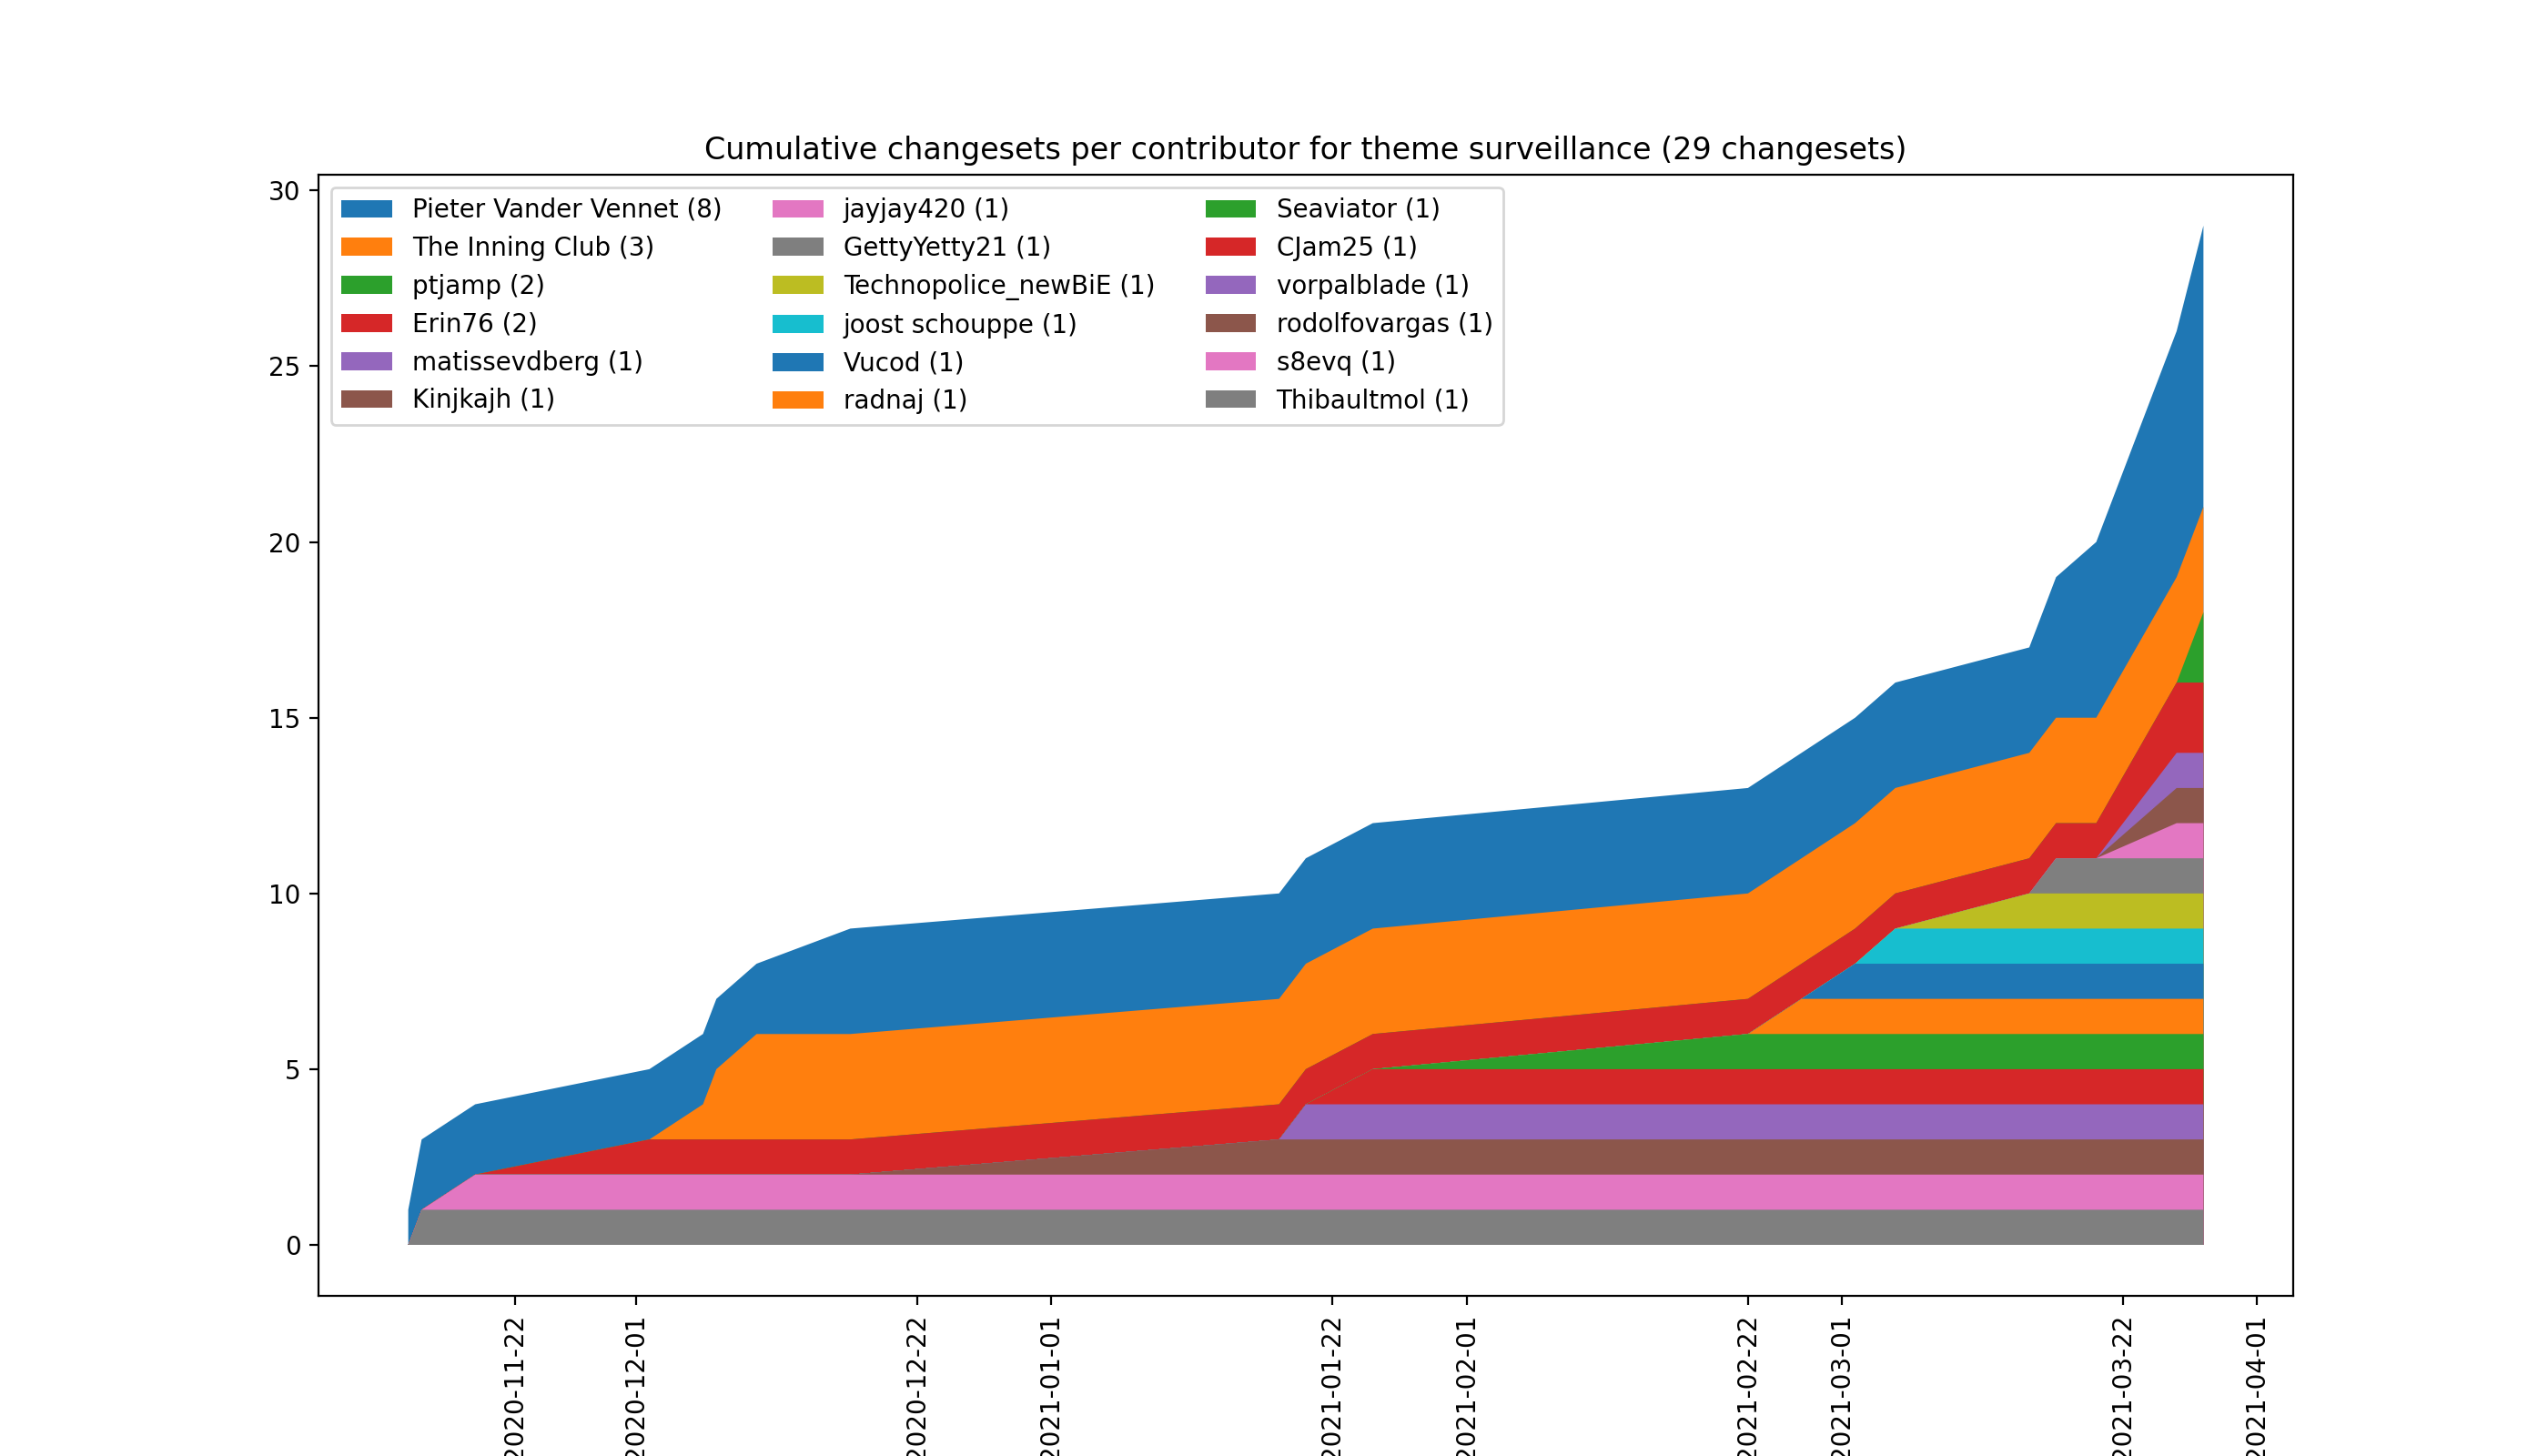 Cumulative changesets per contributor for theme surveillance (29 changesets)
30
25
20
15
10
5
0
Pieter Vander Vennet (8)
The Inning Club (3)
ptjamp (2)
Erin76 (2)
matissevdberg (1)
Kinjkajh (1)
jayjay420 (1)
GettyYetty21 (1)
Technopolice_newBiE (1)
joost schouppe (1)
Vucod (1)
radnaj (1)
Seaviator (1)
CJam25 (1)
vorpalblade (1)
rodolfovargas (1)
s8evq (1)
Thibaultmol (1)
2020-11-22
2020-12-01
2020-12-22
2021-01-01
2021-01-22
2021-02-01
2021-02-22
2021-03-01
2021-03-22
2021-04-01